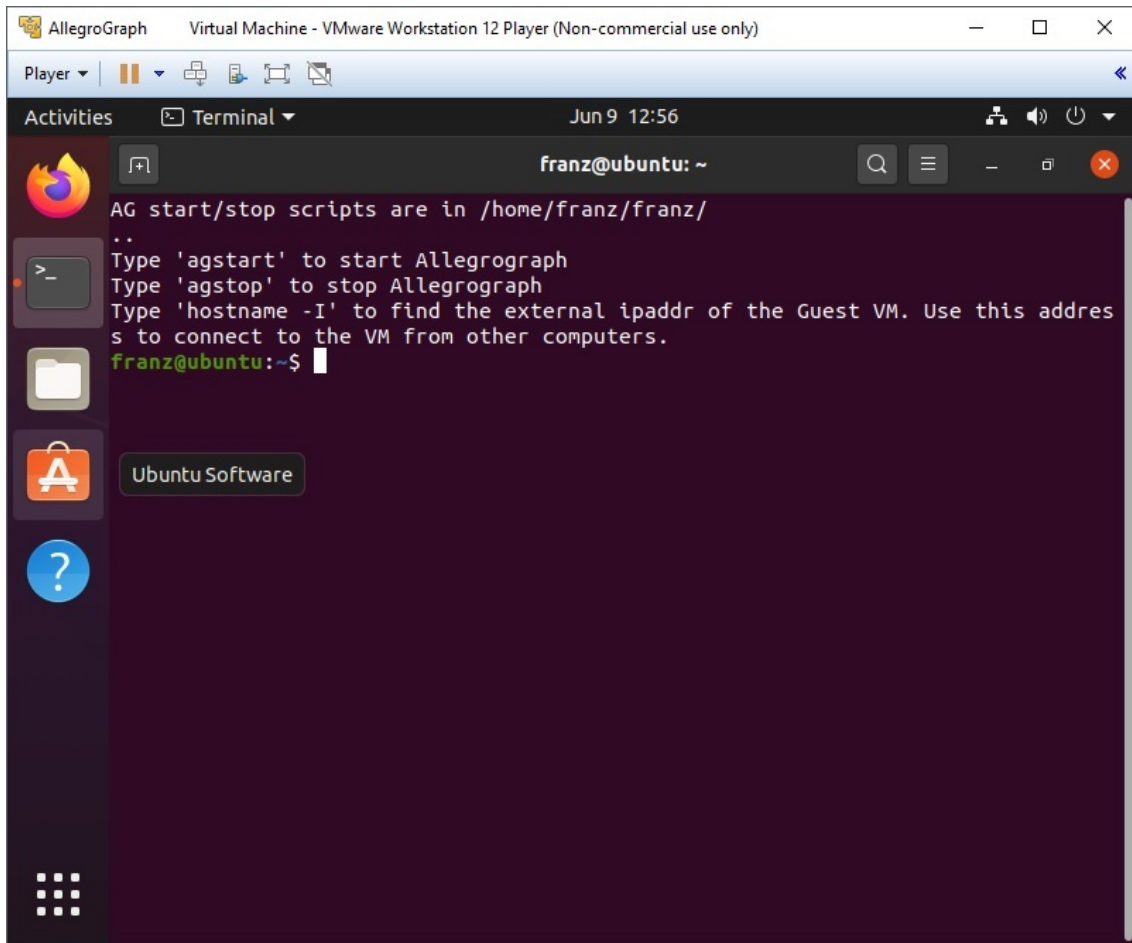 AllegroGraph Virtual Machine - VMware Workstation 12 Player (Non-commercial use only)
Player
Activities Terminal Jun 9 12:56
franz@ubuntu: ~
AG start/stop scripts are in /home/franz/franz/
..
Type 'agstart' to start Allegrograph
Type 'agstop' to stop Allegrograph
Type 'hostname -I' to find the external ipaddr of the Guest VM. Use this addres
s to connect to the VM from other computers.
franz@ubuntu:~$
Ubuntu Software